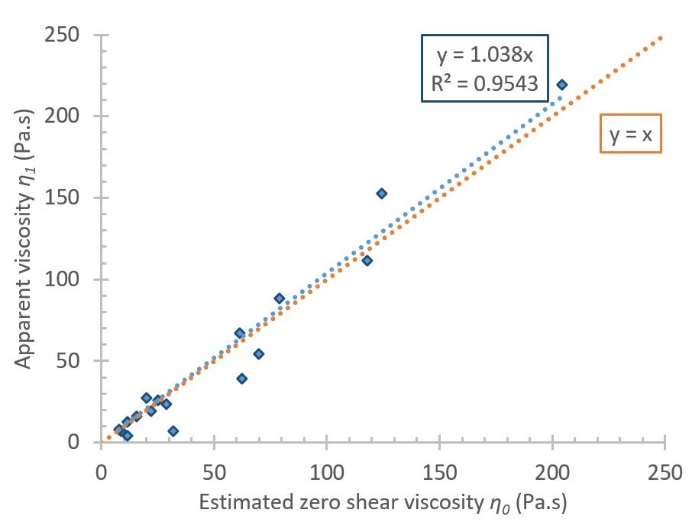 250
200
150
100
50
0
Apparent viscosity η1 (Pa.s)
y = 1.038x
R² = 0.9543
y = x
0 50 100 150 200 250
Estimated zero shear viscosity η0 (Pa.s)